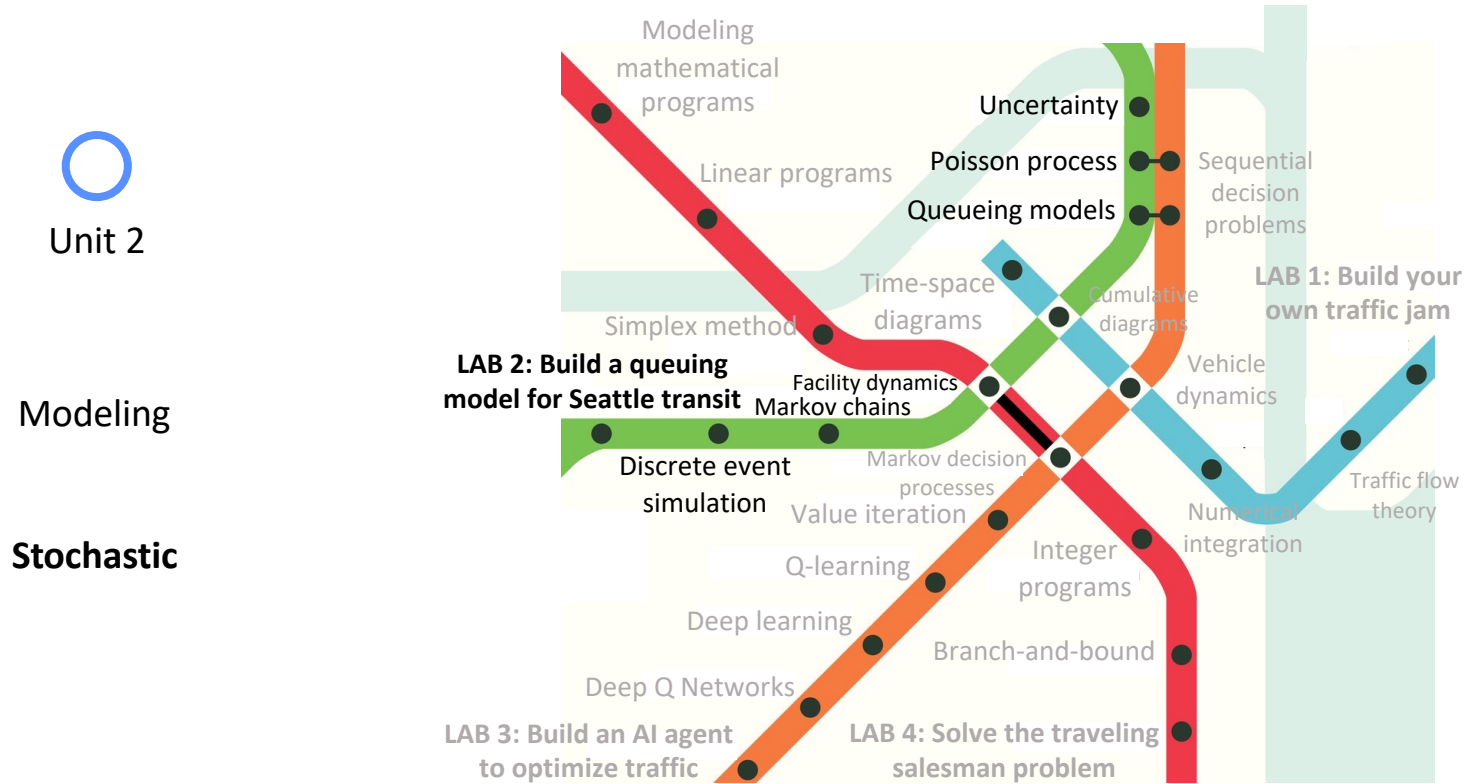 Unit 2
Modeling
Stochastic
Modeling
mathematical
programs
Linear programs
Simplex method
Uncertainty
Poisson process
Queueing models
Sequential
decision
problems
Time-space
diagrams
Cumulative
diagrams
LAB 1: Build your
own traffic jam
LAB 2: Build a queuing
model for Seattle transit
Facility dynamics
Markov chains
Vehicle
dynamics
Discrete event
simulation
Markov decision
processes
Value iteration
Q-learning
Deep learning
Deep Q Networks
Integer
programs
Numerical
integration
Traffic flow
theory
Branch-and-bound
LAB 3: Build an AI agent
to optimize traffic
LAB 4: Solve the traveling
salesman problem